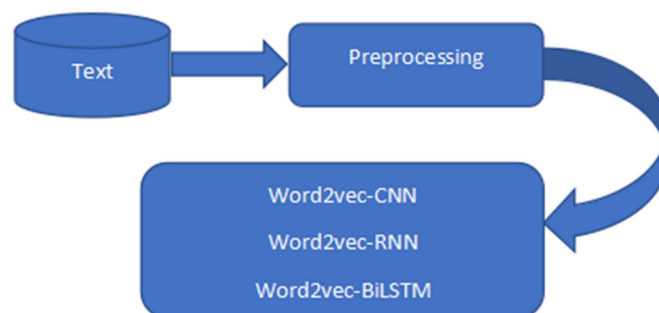 Text
Preprocessing
Word2vec-CNN
Word2vec-RNN
Word2vec-BiLSTM